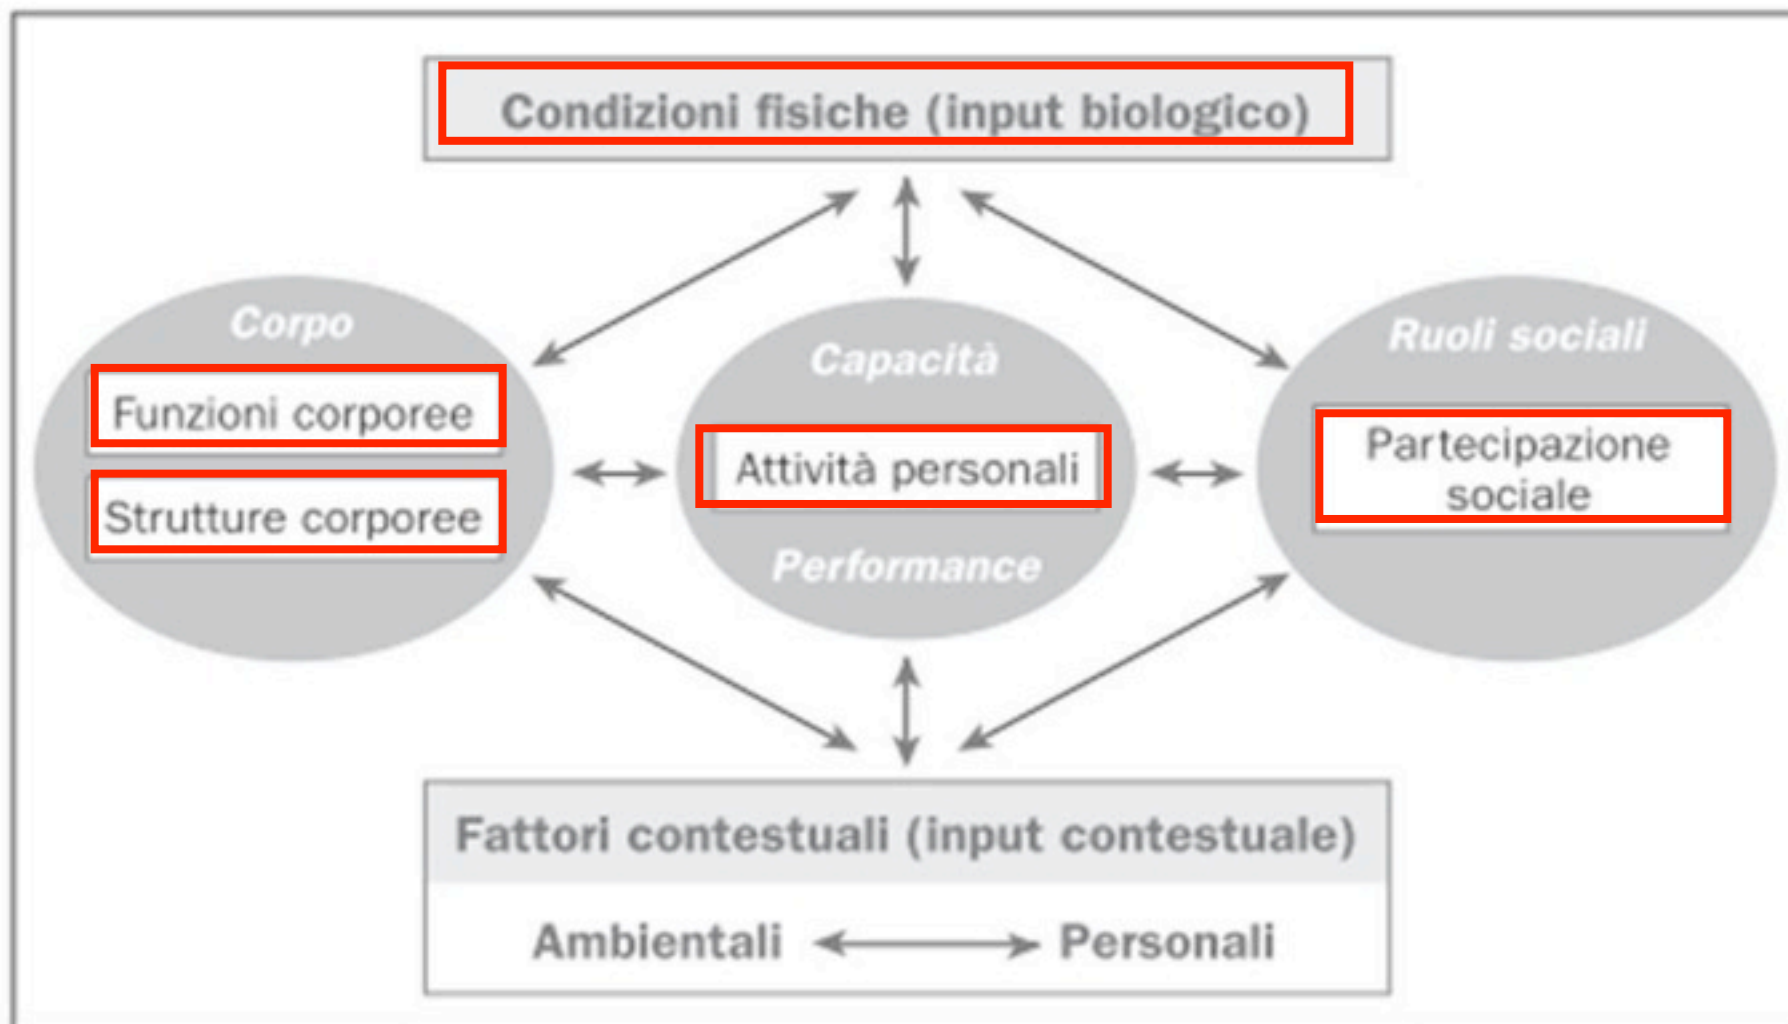 Condizioni fisiche (input biologico)
Corpo
Funzioni corporee
Strutture corporee
Capacità
Attività personali
Performance
Ruoli sociali
Partecipazione
sociale
Fattori contestuali (input contestuale)
Ambientali Personali